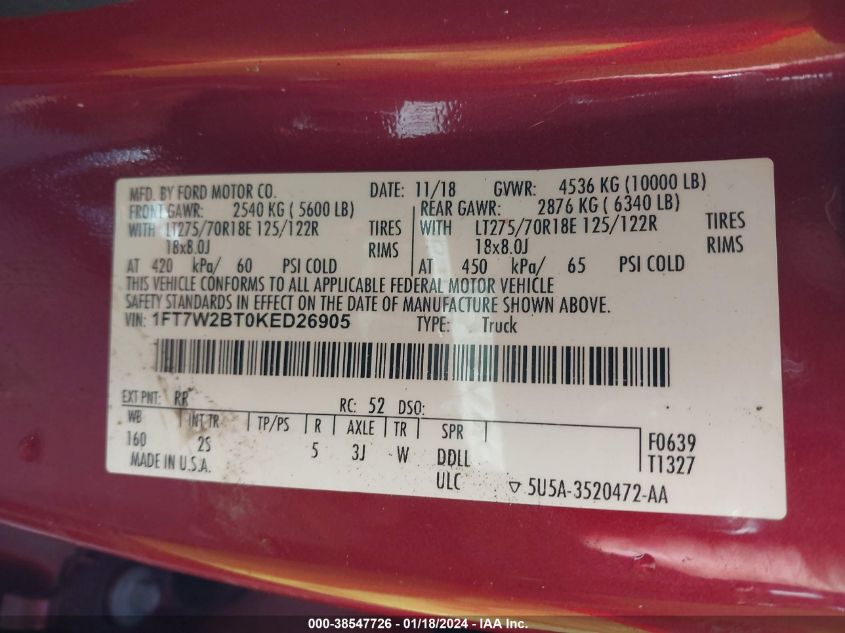 MFD. BY FORD MOTOR CO. DATE: 11/18 GVWR: 4536 KG (10000 LB)
FRONT GAWR: 2540 KG ( 5600 LB) REAR GAWR: 2876 KG ( 6340 LB)
WITH LT275/70R18E 125/122R TIRES WITH LT275/70R18E 125/122R TIRES
18x8.0J RIMS 18x8.0J RIMS
AT 420 kPa/ 60 PSI COLD AT 450 kPa/ 65 PSI COLD
THIS VEHICLE CONFORMS TO ALL APPLICABLE FEDERAL MOTOR VEHICLE
SAFETY STANDARDS IN EFFECT ON THE DATE OF MANUFACTURE SHOWN ABOVE.
VIN: 1FT7W2BT0KED26905 TYPE: Truck
EXT PNT: RR RC: 52 DSO:
WB INT TR TP/PS R AXLE TR SPR
160 2S 5 3J W DDLL F0639
MADE IN U.S.A. ULC T1327
▽ 5U5A-3520472-AA
000-38547726 - 01/18/2024 - IAA Inc.